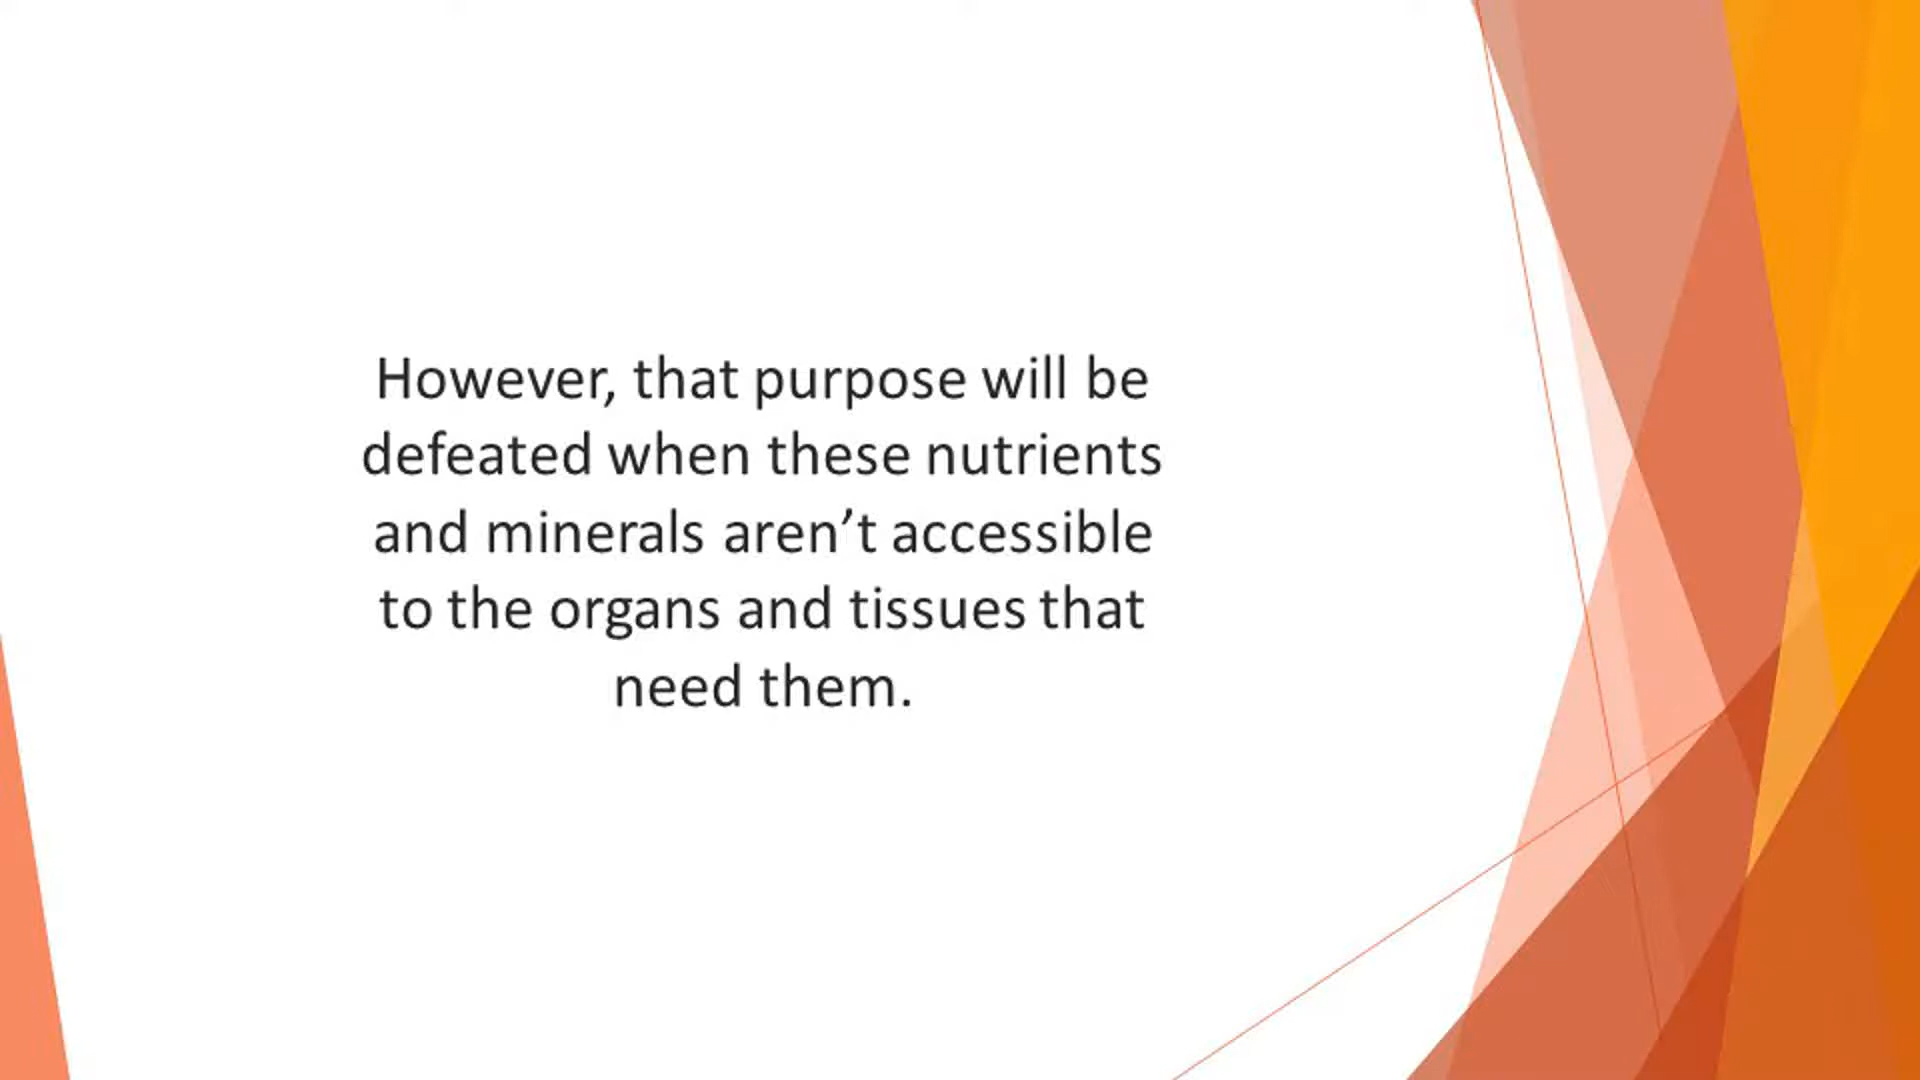 However, that purpose will be
defeated when these nutrients
and minerals aren’t accessible
to the organs and tissues that
need them.